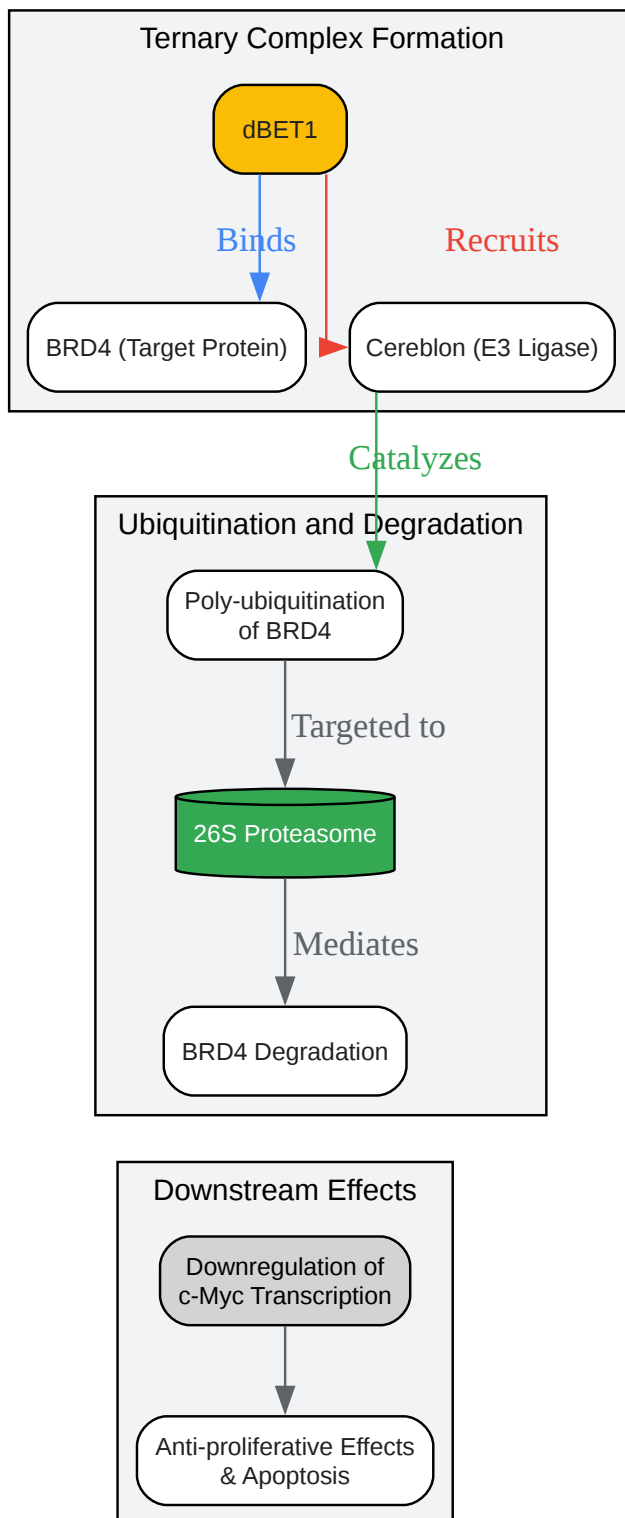 Ternary Complex Formation
dBET1
Binds
Recruits
BRD4 (Target Protein)
Cereblon (E3 Ligase)
Catalyzes
Ubiquitination and Degradation
Poly-ubiquitination
of BRD4
Targeted to
26S Proteasome
Mediates
BRD4 Degradation
Downstream Effects
Downregulation of
c-Myc Transcription
Anti-proliferative Effects
& Apoptosis